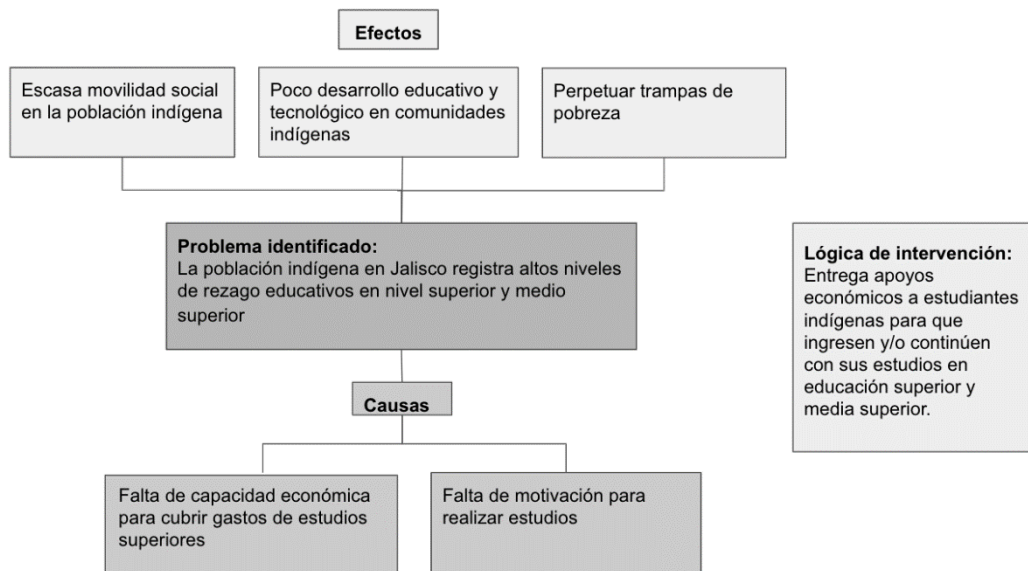 Efectos
Escasa movilidad social
en la población indígena
Poco desarrollo educativo y
tecnológico en comunidades
indígenas
Perpetuar trampas de
pobreza
Problema identificado:
La población indígena en Jalisco registra altos niveles
de rezago educativos en nivel superior y medio
superior
Lógica de intervención:
Entrega apoyos
económicos a estudiantes
indígenas para que
ingresen y/o continúen
con sus estudios en
educación superior y
media superior.
Causas
Falta de capacidad económica
para cubrir gastos de estudios
superiores
Falta de motivación para
realizar estudios